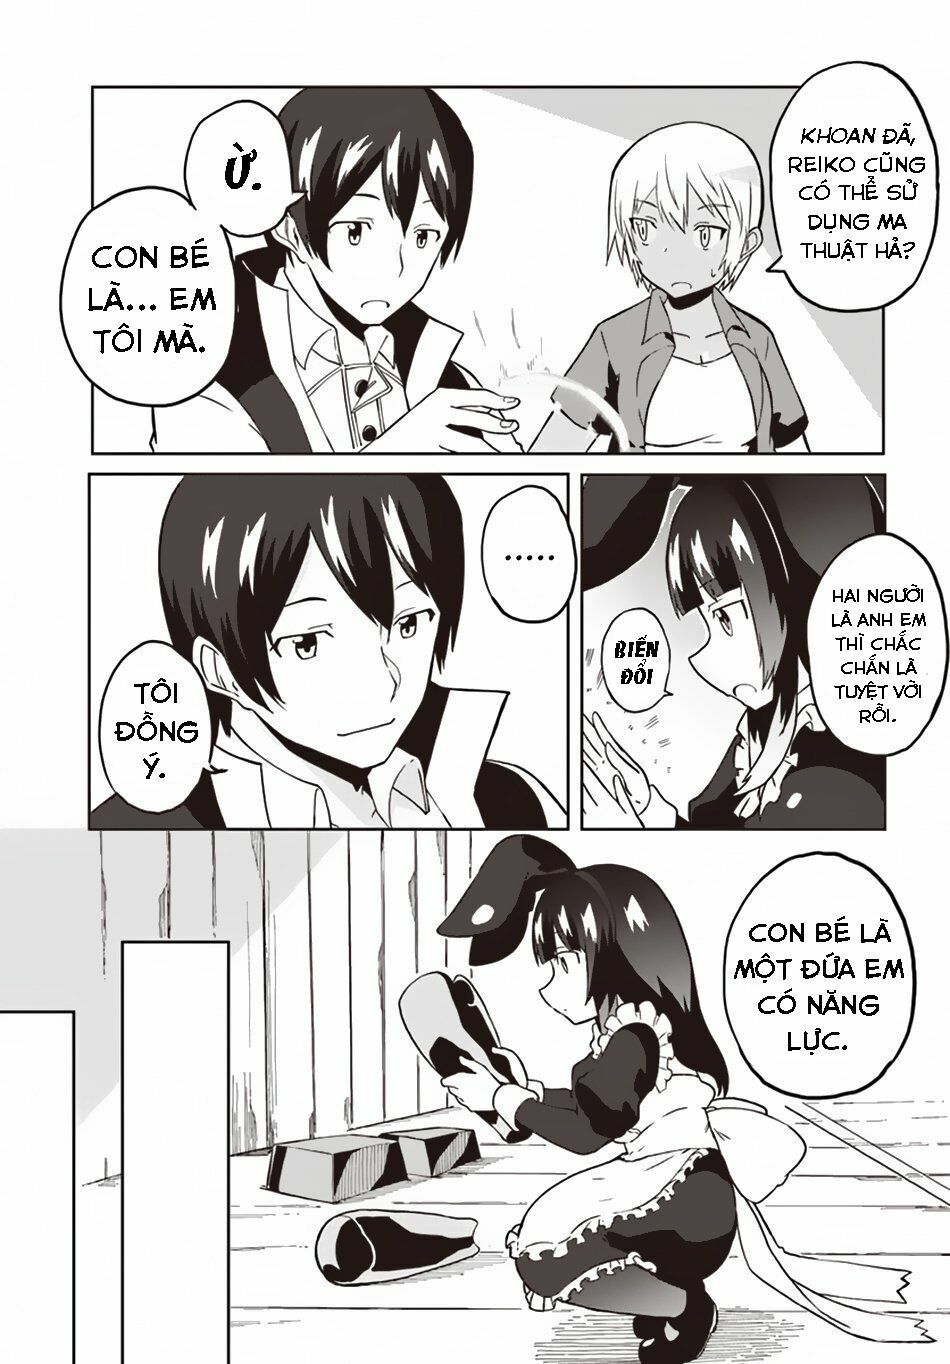 KHOAN ĐÃ,
REIKO CŨNG
CÓ THỂ SỬ
DỤNG MA
THUẬT HẢ?
Ừ.
CON BÉ
LÀ... EM
TÔI MÀ.
HAI NGƯỜI
LÀ ANH EM
THÌ CHẮC
CHẮN LÀ
TUYỆT VỜI
RỒI.
BIẾN
ĐỔI
.....
TÔI
ĐỒNG
Ý.
CON BÉ LÀ
MỘT ĐỨA EM
CÓ NĂNG
LỰC.